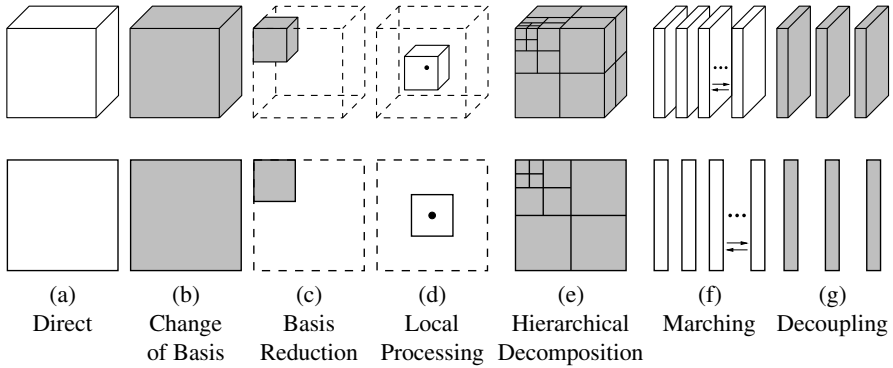 (a) (b) (c) (d) (e) (f) (g)
Direct Change Basis Local Hierarchical Marching Decoupling
of Basis Reduction Processing Decomposition